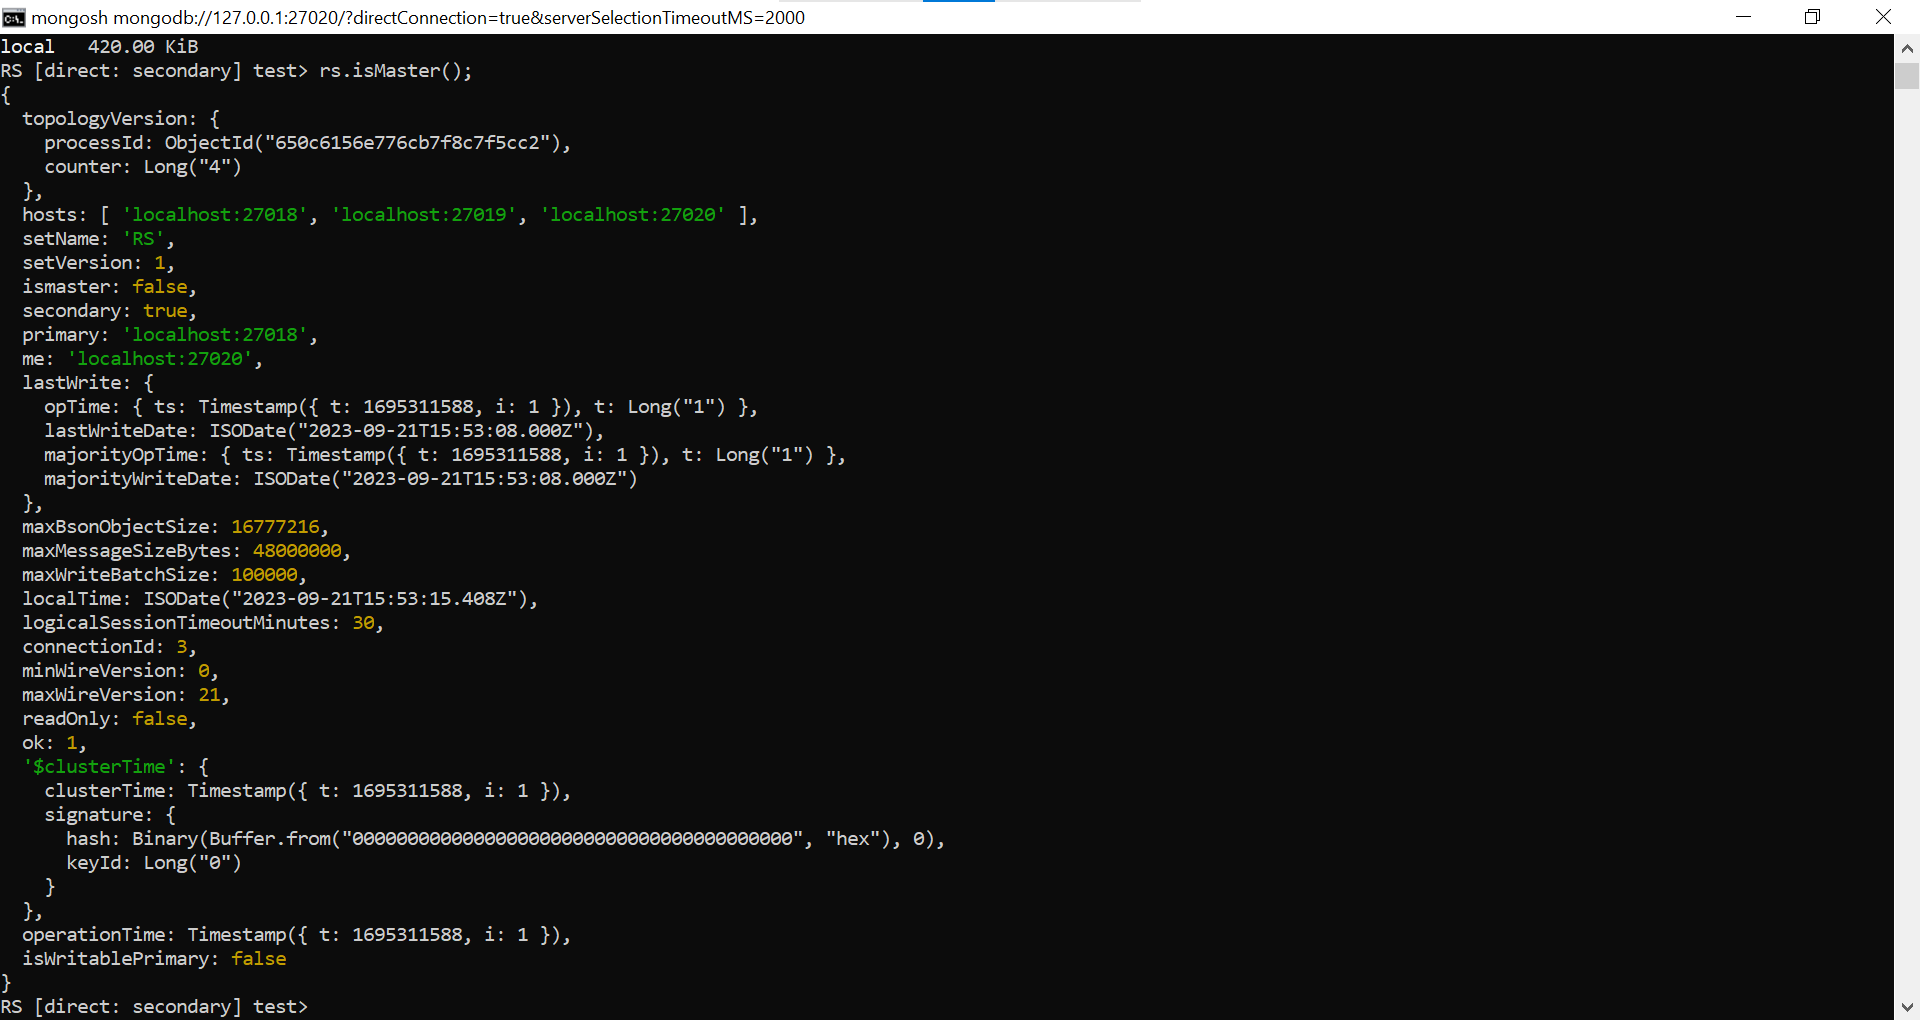 mongosh mongodb://127.0.0.1:27020/?directConnection=true&serverSelectionTimeoutMS=2000
local   420.00 KiB
RS [direct: secondary] test> rs.isMaster();
{
  topologyVersion: {
    processId: ObjectId("650c6156e776cb7f8c7f5cc2"),
    counter: Long("4")
  },
  hosts: [ 'localhost:27018', 'localhost:27019', 'localhost:27020' ],
  setName: 'RS',
  setVersion: 1,
  ismaster: false,
  secondary: true,
  primary: 'localhost:27018',
  me: 'localhost:27020',
  lastWrite: {
    opTime: { ts: Timestamp({ t: 1695311588, i: 1 }), t: Long("1") },
    lastWriteDate: ISODate("2023-09-21T15:53:08.000Z"),
    majorityOpTime: { ts: Timestamp({ t: 1695311588, i: 1 }), t: Long("1") },
    majorityWriteDate: ISODate("2023-09-21T15:53:08.000Z")
  },
  maxBsonObjectSize: 16777216,
  maxMessageSizeBytes: 48000000,
  maxWriteBatchSize: 100000,
  localTime: ISODate("2023-09-21T15:53:15.408Z"),
  logicalSessionTimeoutMinutes: 30,
  connectionId: 3,
  minWireVersion: 0,
  maxWireVersion: 21,
  readOnly: false,
  ok: 1,
  '$clusterTime': {
    clusterTime: Timestamp({ t: 1695311588, i: 1 }),
    signature: {
      hash: Binary(Buffer.from("0000000000000000000000000000000000000000", "hex"), 0),
      keyId: Long("0")
    }
  },
  operationTime: Timestamp({ t: 1695311588, i: 1 }),
  isWritablePrimary: false
}
RS [direct: secondary] test>